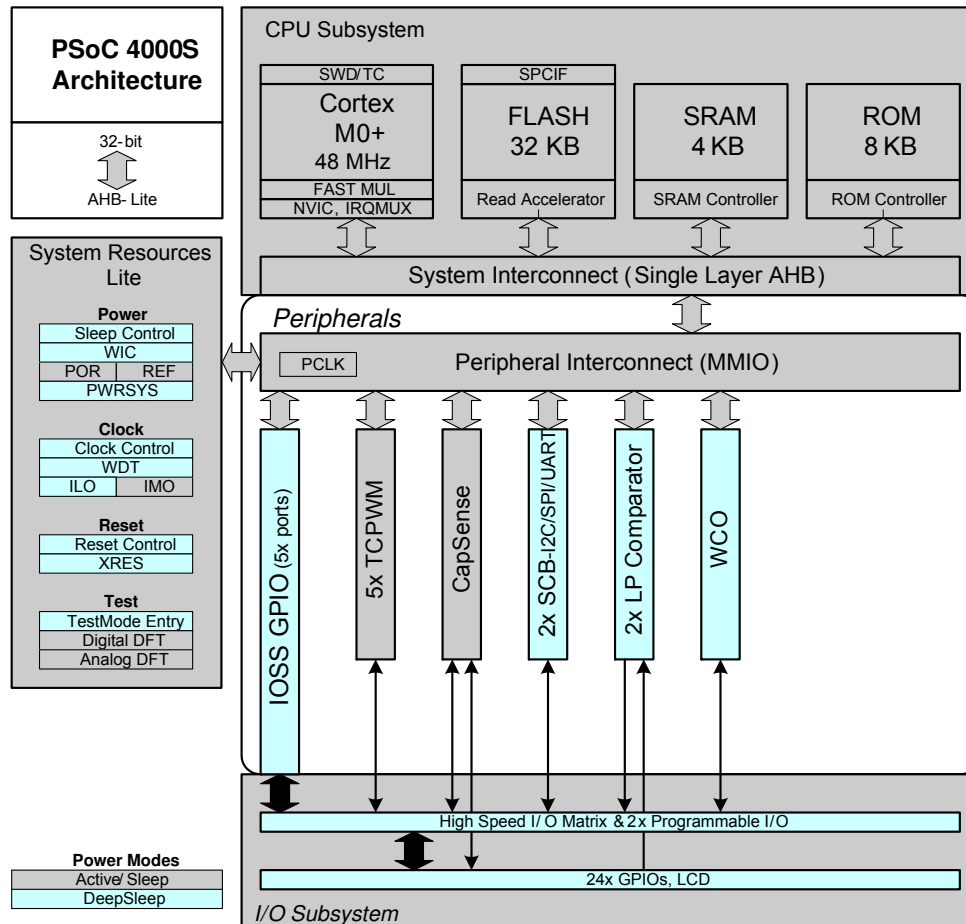 PSoC 4000S
Architecture
32-bit
AHB-Lite
CPU Subsystem
SWD/TC
Cortex
M0+
48 MHz
FAST MUL
NVIC, IRQMUX
SPCIF
FLASH
32 KB
Read Accelerator
SRAM
4 KB
SRAM Controller
ROM
8 KB
ROM Controller
System Interconnect (Single Layer AHB)
System Resources
Lite
Power
Sleep Control
WIC
POR REF
PWRSYS
Clock
Clock Control
WDT
ILO IMO
Reset
Reset Control
XRES
Test
TestMode Entry
Digital DFT
Analog DFT
Peripherals
PCLK
Peripheral Interconnect (MMIO)
IOSS GPIO (5x ports)
5x TCPWM
CapSense
2x SCB-I2C/SPI/UART
2x LP Comparator
WCO
High Speed I/O Matrix & 2x Programmable I/O
24x GPIOs, LCD
I/O Subsystem
Power Modes
Active/Sleep
DeepSleep